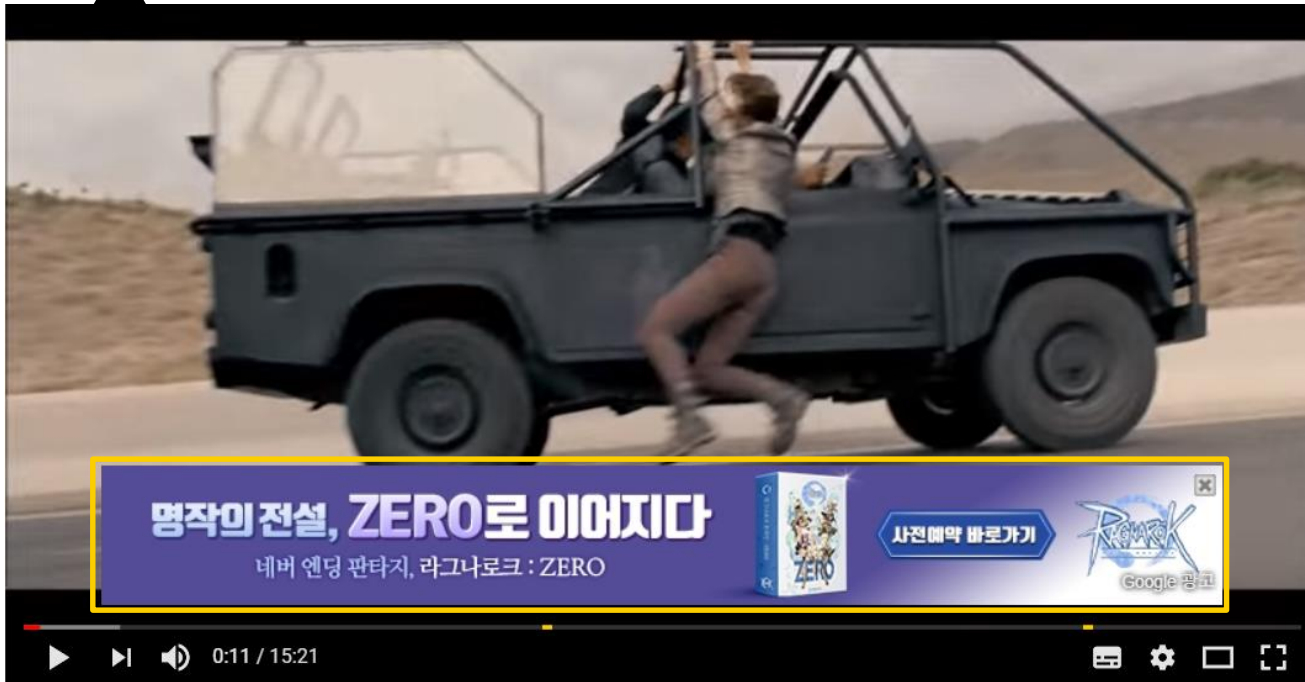 명작의 전설, ZERO로 이어지다
네버 엔딩 판타지, 라그나로크 : ZERO
ZERO
사전예약 바로가기
RAGNAROK
Google 광고
0:11 / 15:21